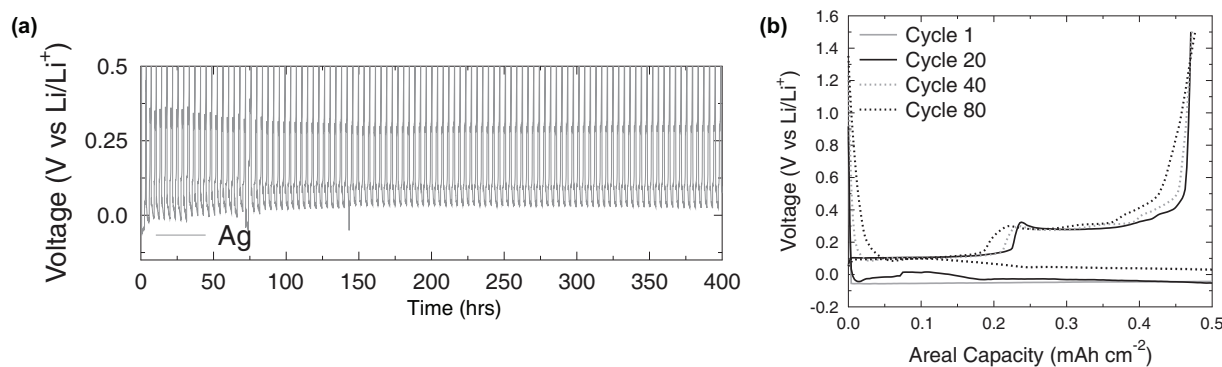 (a)
0.5
0.25
0.0
Voltage (V vs Li/Li⁺)
Ag
0 50 100 150 200 250 300 350 400
Time (hrs)
(b)
1.6
1.4
1.2
1.0
0.8
0.6
0.4
0.2
0.0
-0.2
Voltage (V vs Li/Li⁺)
Cycle 1
Cycle 20
Cycle 40
Cycle 80
0.0 0.1 0.2 0.3 0.4 0.5
Areal Capacity (mAh cm⁻²)